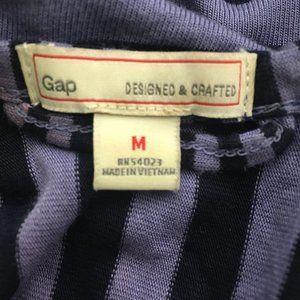 Gap DESIGNED & CRAFTED
M
RN54023
MADE IN VIETNAM